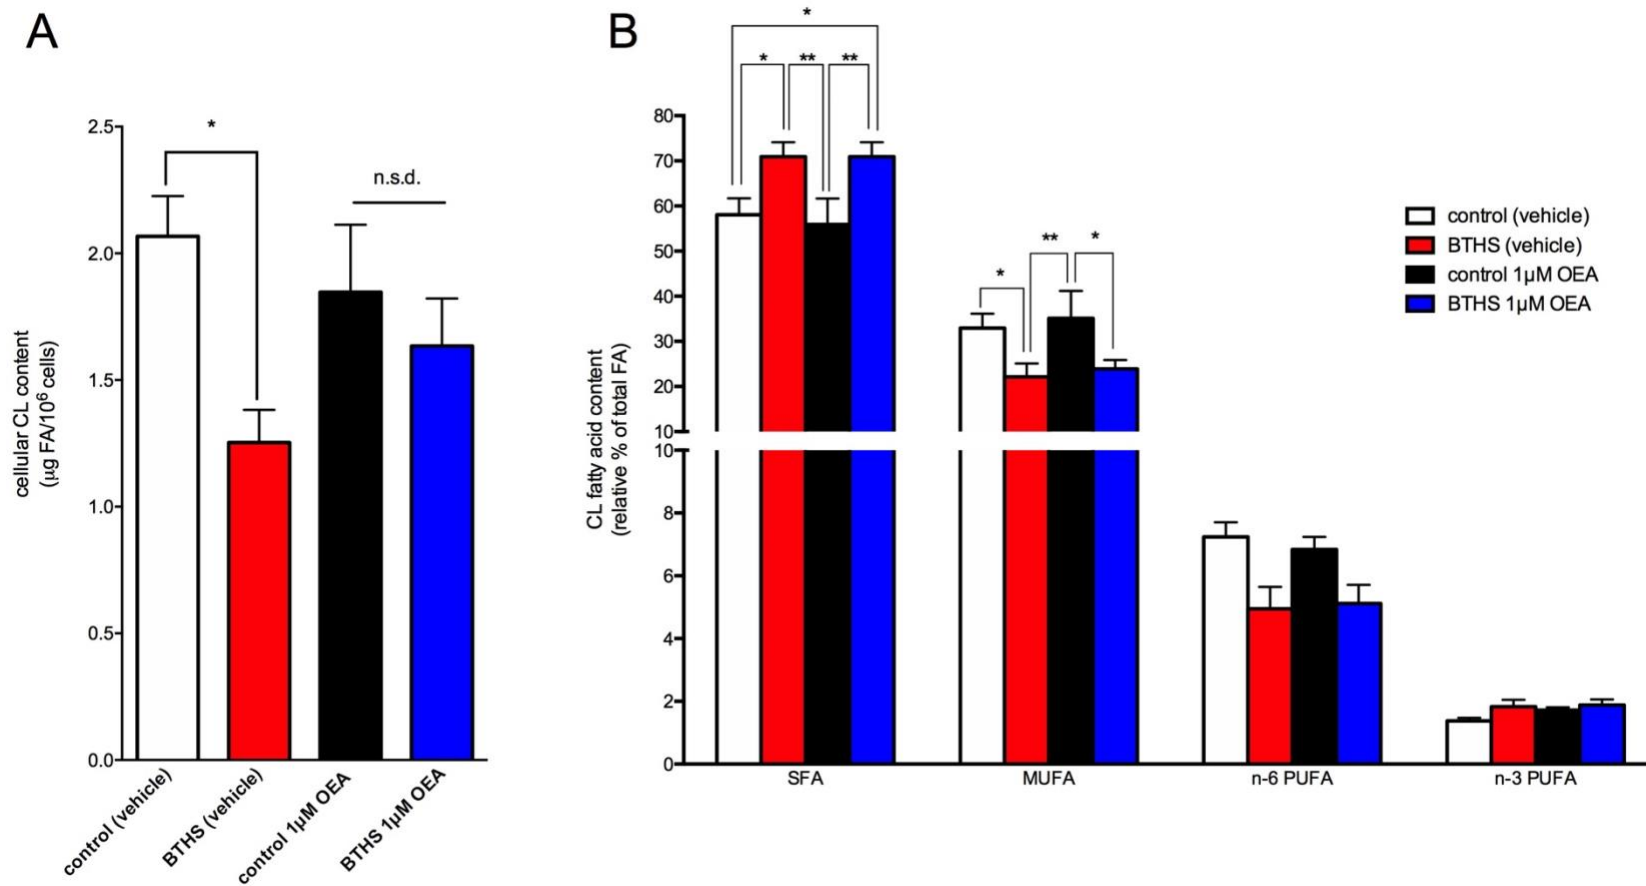 A
B
*
n.s.d.
2.5
2.0
1.5
1.0
0.5
0.0
cellular CL content
(µg FA/10⁶ cells)
control (vehicle)
BTHS (vehicle)
control 1µM OEA
BTHS 1µM OEA
*
*
**
**
*
**
*
80
70
60
50
40
30
20
10
10
8
6
4
2
0
CL fatty acid content
(relative % of total FA)
SFA
MUFA
n-6 PUFA
n-3 PUFA
control (vehicle)
BTHS (vehicle)
control 1µM OEA
BTHS 1µM OEA